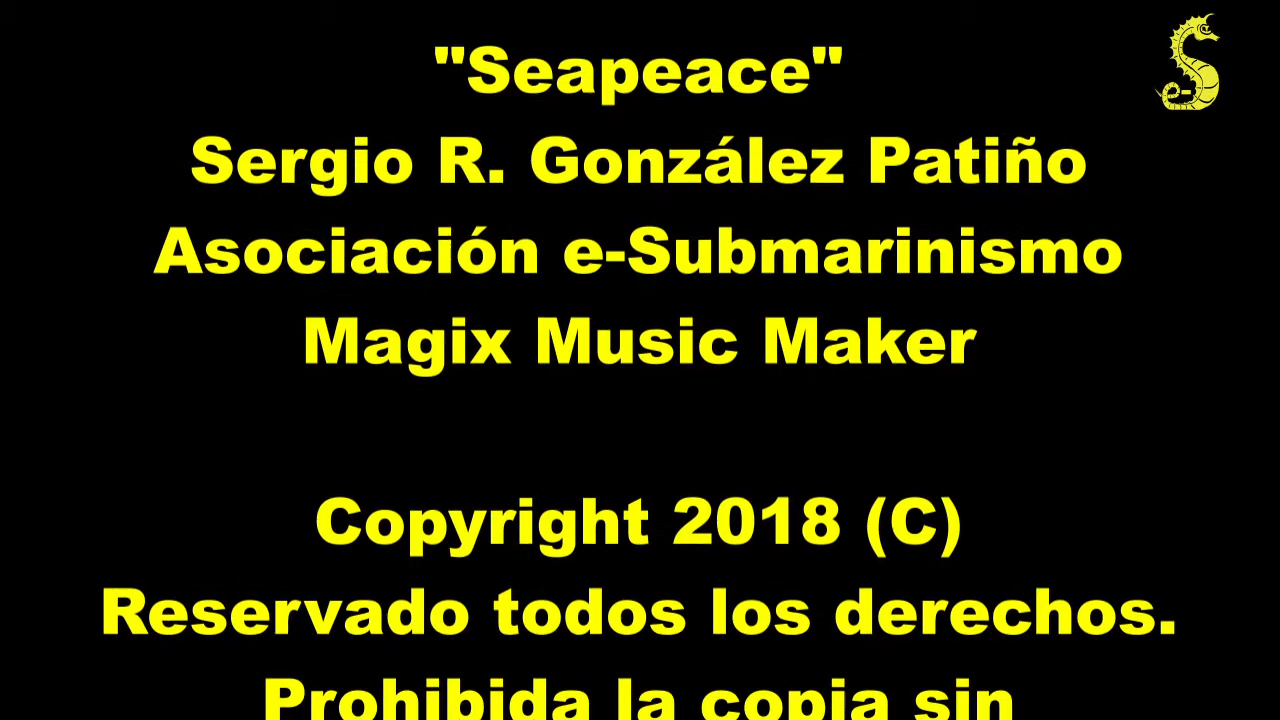 "Seapeace"
Sergio R. González Patiño
Asociación e-Submarinismo
Magix Music Maker
Copyright 2018 (C)
Reservado todos los derechos.
Prohibida la copia sin